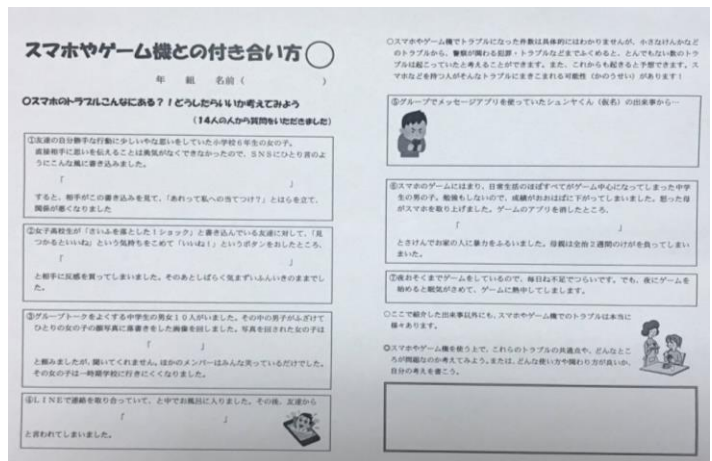 スマホやゲーム機との付き合い方○
年　組　名前（　　　　）
○スマホのトラブルこんなにある？！どうしたらいいか考えてみよう
（１４人の人から質問をいただきました）
①友達の自分勝手な行動に少しいやな思いをしていた小学校６年生の女の子。
直接相手に思いを伝えることは勇気がなくできなかったので、ＳＮＳにひとり言のよ
うにこんな風に書き込みました。
「　　　　」
すると、相手がこの書き込みを見て、「あれって私への当てつけ？」とはらを立て、
関係が悪くなりました
②女子高校生が「さいふを落とした！ショック」と書き込んでいる友達に対して、「見
つかるといいね」という気持ちをこめて「いいね！」というボタンをおしたところ、
「　　　　」
と相手に反感を買ってしまいました。そのあとしばらく気まずいふんいきのままでし
た。
③グループトークをよくする中学生の男女１０人がいました。その中の男子がふざけて
ひとりの女の子の顔写真に落書きをした画像を回しました。写真を回された女の子は
「　　　　」
と頼みましたが、聞いてくれません。ほかのメンバーはみんな笑っているだけでした。
その女の子は一時期学校に行きにくくなりました。
④ＬＩＮＥで連絡を取り合っていて、と中でお風呂に入りました。その後、友達から
「　　　　」
と言われてしまいました。
○スマホやゲーム機でトラブルになった件数は具体的にはわかりませんが、小さなけんかなど
のトラブルから、警察が関わる犯罪・トラブルなどまでふくめると、とんでもない数のトラ
ブルは起こっていたと考えることができます。また、これからも起きると予想できます。ス
マホなどを持つ人がそんなトラブルにまきこまれる可能性（かのうせい）があります！
⑤グループでメッセージアプリを使っていたシュンヤくん（仮名）の出来事から…
⑥スマホのゲームにはまり、日常生活のほぼすべてがゲーム中心になってしまった中学
生の男の子。勉強もしないので、成績がおおはばに下がってしまいました。怒った母
がスマホを取り上げました。ゲームのアプリを消したところ、
「　　　　」
とさけんでお家の人に暴力をふるいました。母親は全治２週間のけがを負ってしまい
ました。
⑦夜おそくまでゲームをしているので、毎日ね不足でつらいです。でも、夜にゲームを
始めると眠気がさめて、ゲームに熱中してしまします。
○ここで紹介した出来事以外にも、スマホやゲーム機でのトラブルは本当に
様々あります。
◎スマホやゲーム機を使う上で、これらのトラブルの共通点や、どんなとこ
ろが問題なのか考えてみよう。または、どんな使い方や関わり方が良いか、
自分の考えを書こう。